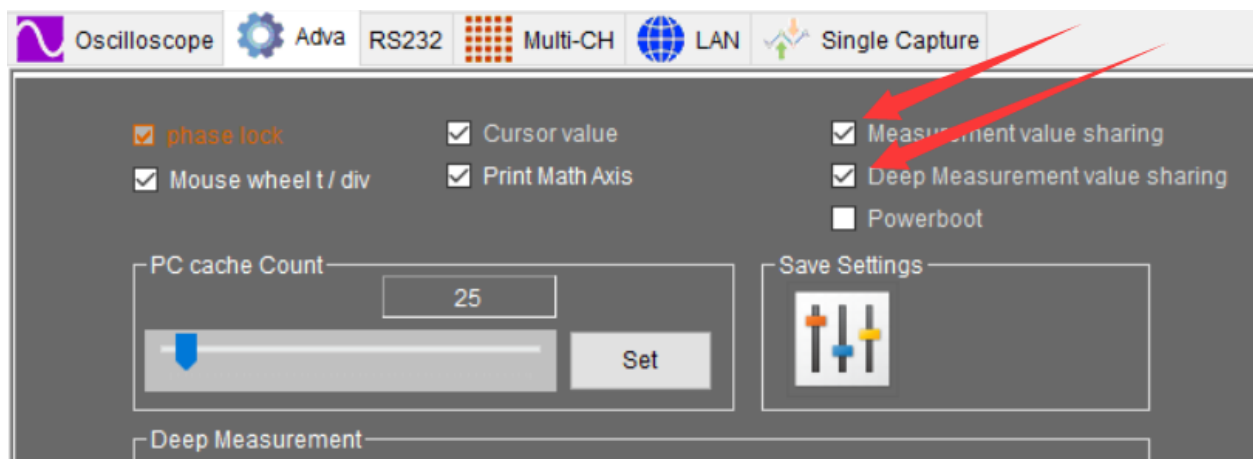 Oscilloscope Adva RS232 Multi-CH LAN Single Capture
phase lock Cursor value Measurement value sharing
Mouse wheel t / div Print Math Axis Deep Measurement value sharing
Powerboot
PC cache Count Save Settings
25
Set
Deep Measurement